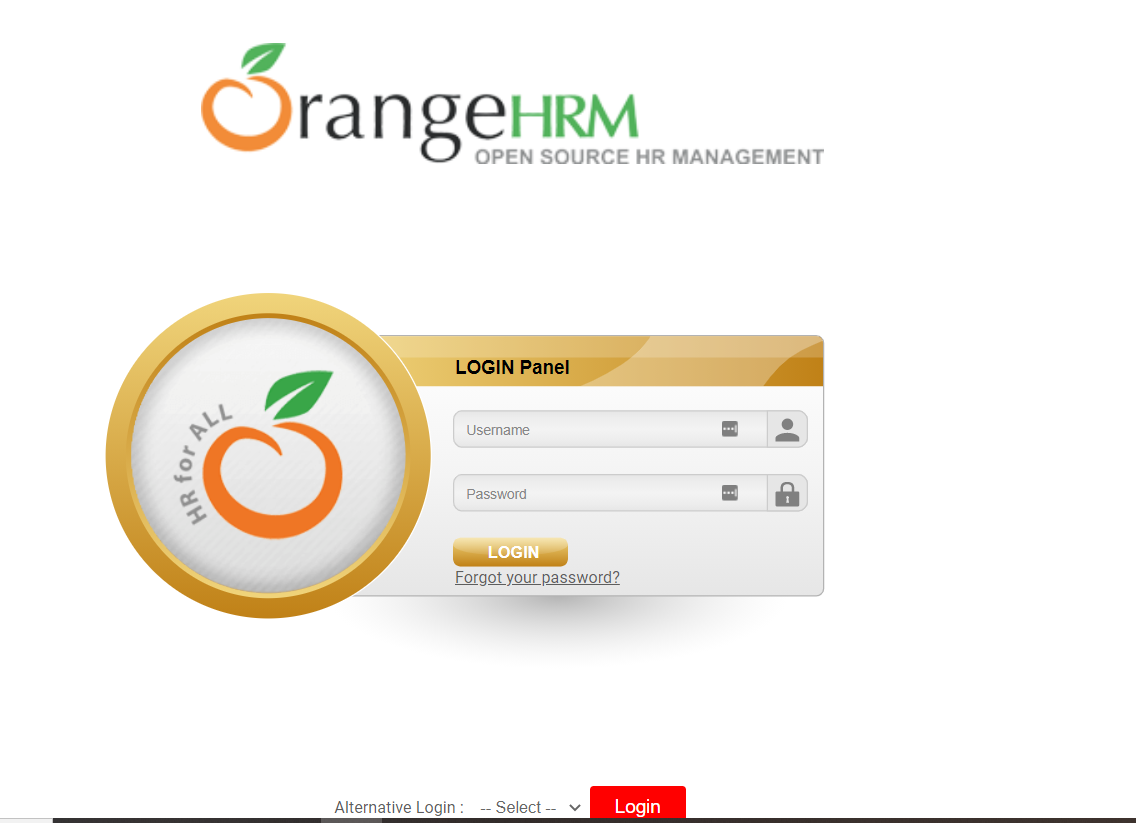 OrangeHRM
OPEN SOURCE HR MANAGEMENT
LOGIN Panel
HR for ALL
Username
Password
LOGIN
Forgot your password?
Alternative Login : -- Select -- Login